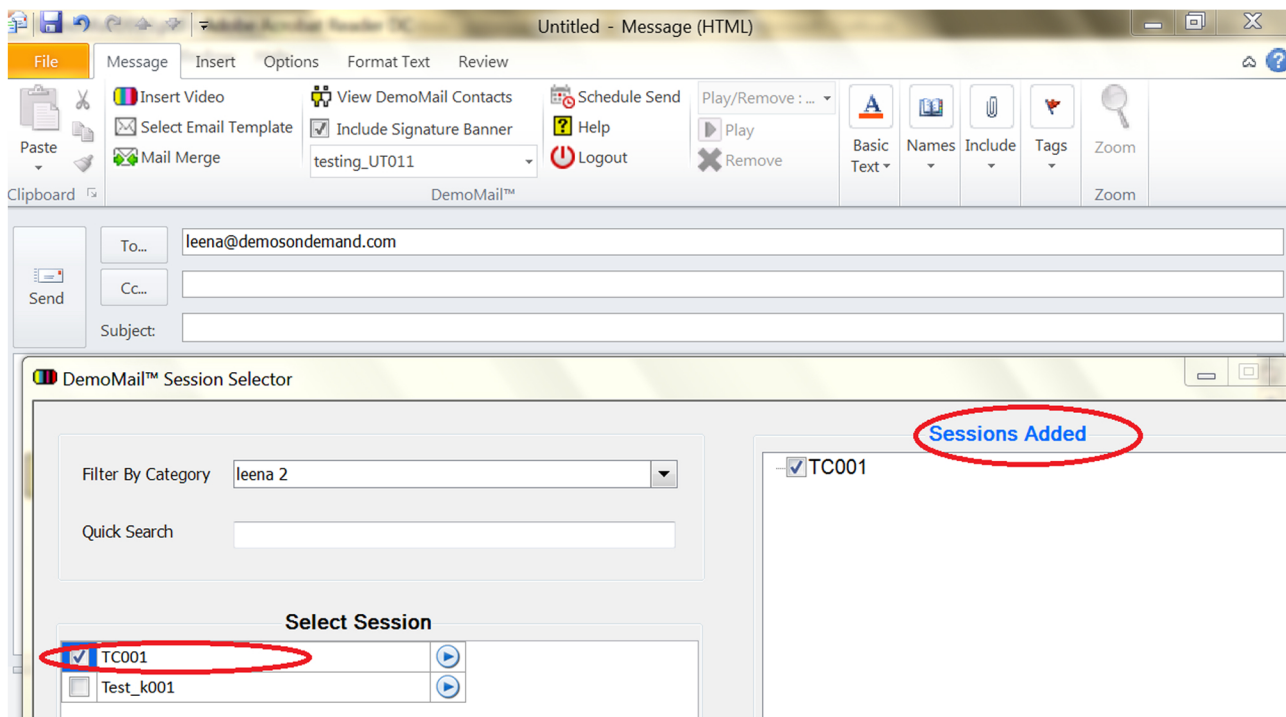 Untitled - Message (HTML)
File Message Insert Options Format Text Review
Insert Video View DemoMail Contacts Schedule Send Play/Remove : ...
Select Email Template Include Signature Banner Help Play
Paste Mail Merge testing_UT011 Logout Remove Basic Text Names Include Tags Zoom
Clipboard DemoMail™ Zoom
To... leena@demosondemand.com
Send Cc...
Subject:
DemoMail™ Session Selector
Sessions Added
Filter By Category leena 2 TC001
Quick Search
Select Session
TC001
Test_k001